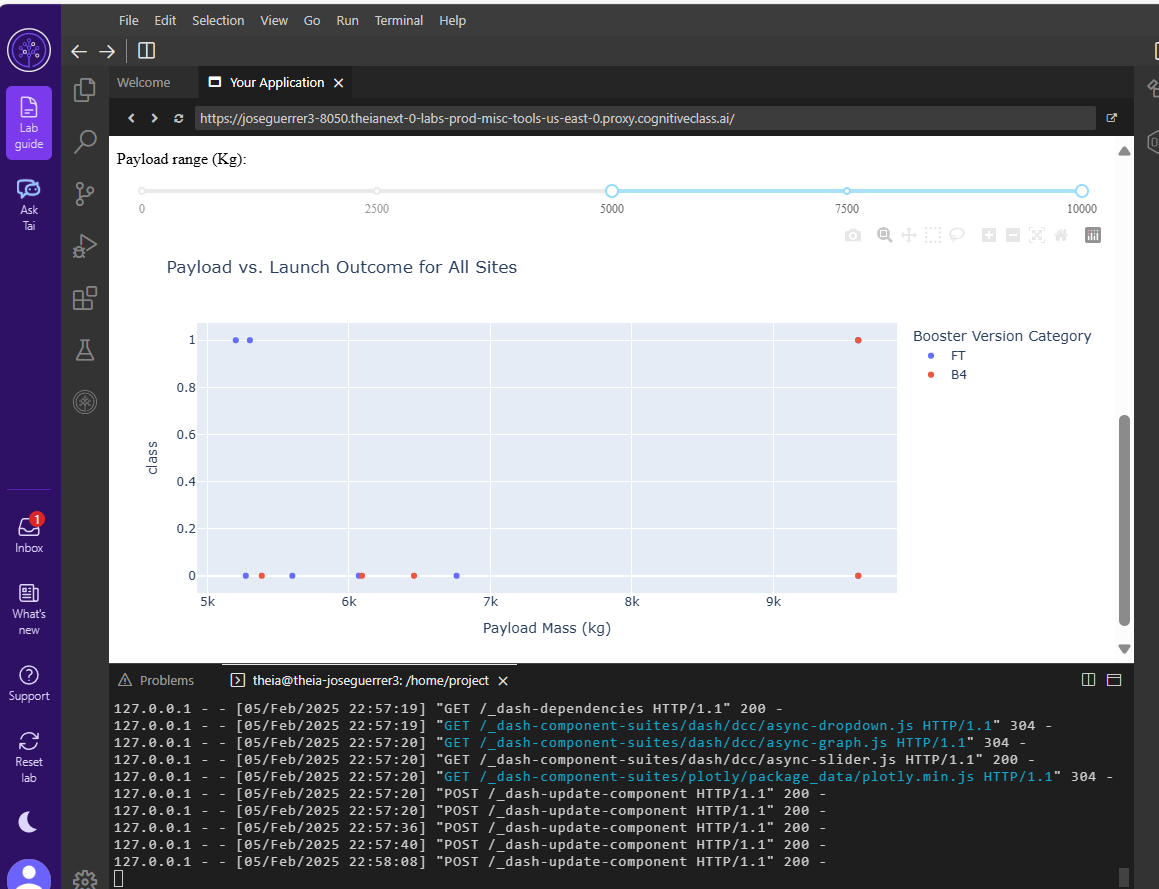 File Edit Selection View Go Run Terminal Help
Welcome Your Application
https://joseguerrer3-8050.theianext-0-labs-prod-misc-tools-us-east-0.proxy.cognitiveclass.ai/
Lab
guide
Ask
Tai
1
Inbox
What's
new
Support
Reset
lab
Payload range (Kg):
0 2500 5000 7500 10000
Payload vs. Launch Outcome for All Sites
Booster Version Category
FT
B4
1
0.8
0.6
0.4
0.2
0
class
5k 6k 7k 8k 9k
Payload Mass (kg)
Problems theia@theia-joseguerrer3: /home/project
127.0.0.1 - - [05/Feb/2025 22:57:19] "GET /_dash-dependencies HTTP/1.1" 200 -
127.0.0.1 - - [05/Feb/2025 22:57:19] "GET /_dash-component-suites/dash/dcc/async-dropdown.js HTTP/1.1" 304 -
127.0.0.1 - - [05/Feb/2025 22:57:20] "GET /_dash-component-suites/dash/dcc/async-graph.js HTTP/1.1" 304 -
127.0.0.1 - - [05/Feb/2025 22:57:20] "GET /_dash-component-suites/dash/dcc/async-slider.js HTTP/1.1" 200 -
127.0.0.1 - - [05/Feb/2025 22:57:20] "GET /_dash-component-suites/plotly/package_data/plotly.min.js HTTP/1.1" 304 -
127.0.0.1 - - [05/Feb/2025 22:57:20] "POST /_dash-update-component HTTP/1.1" 200 -
127.0.0.1 - - [05/Feb/2025 22:57:20] "POST /_dash-update-component HTTP/1.1" 200 -
127.0.0.1 - - [05/Feb/2025 22:57:36] "POST /_dash-update-component HTTP/1.1" 200 -
127.0.0.1 - - [05/Feb/2025 22:57:40] "POST /_dash-update-component HTTP/1.1" 200 -
127.0.0.1 - - [05/Feb/2025 22:58:08] "POST /_dash-update-component HTTP/1.1" 200 -